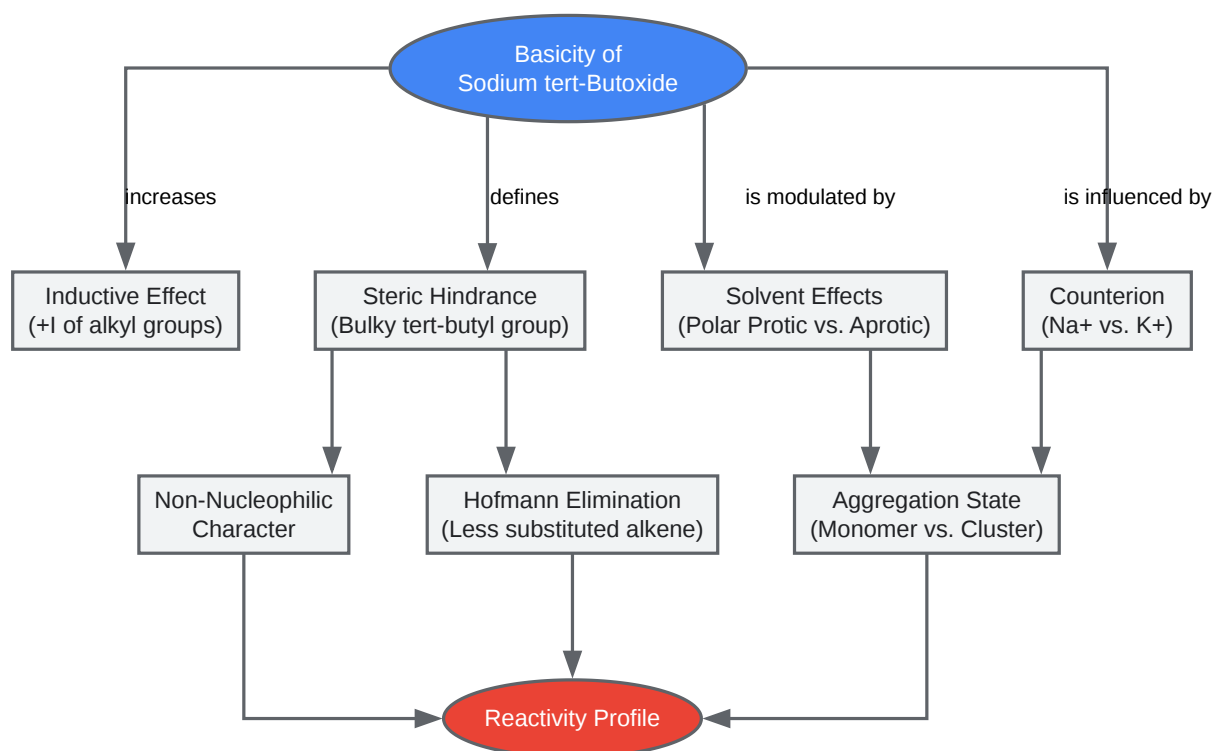 Basicity of
Sodium tert-Butoxide
increases
defines
is modulated by
is influenced by
Inductive Effect
(+I of alkyl groups)
Steric Hindrance
(Bulky tert-butyl group)
Solvent Effects
(Polar Protic vs. Aprotic)
Counterion
(Na+ vs. K+)
Non-Nucleophilic
Character
Hofmann Elimination
(Less substituted alkene)
Aggregation State
(Monomer vs. Cluster)
Reactivity Profile